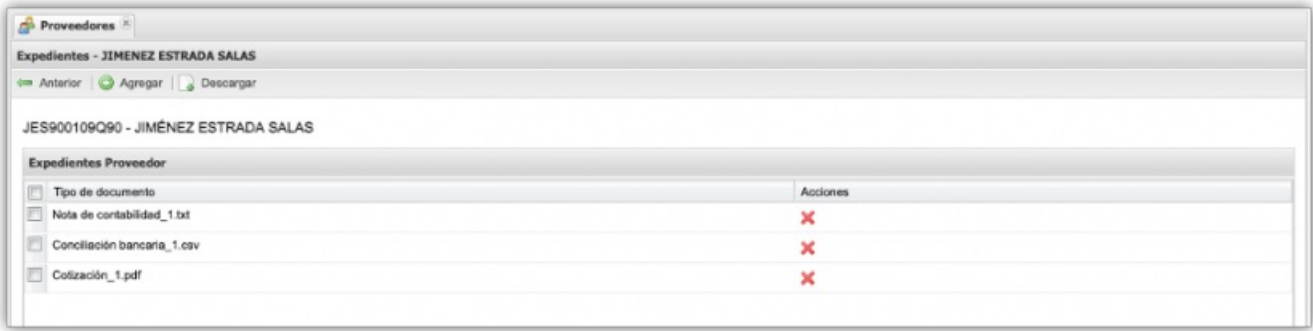 Proveedores
Expedientes - JIMENEZ ESTRADA SALAS
Anterior Agregar Descargar
JES900109Q90 - JIMÉNEZ ESTRADA SALAS
Expedientes Proveedor
Tipo de documento Acciones
Nota de contabilidad_1.txt
Conciliación bancaria_1.csv
Cotización_1.pdf